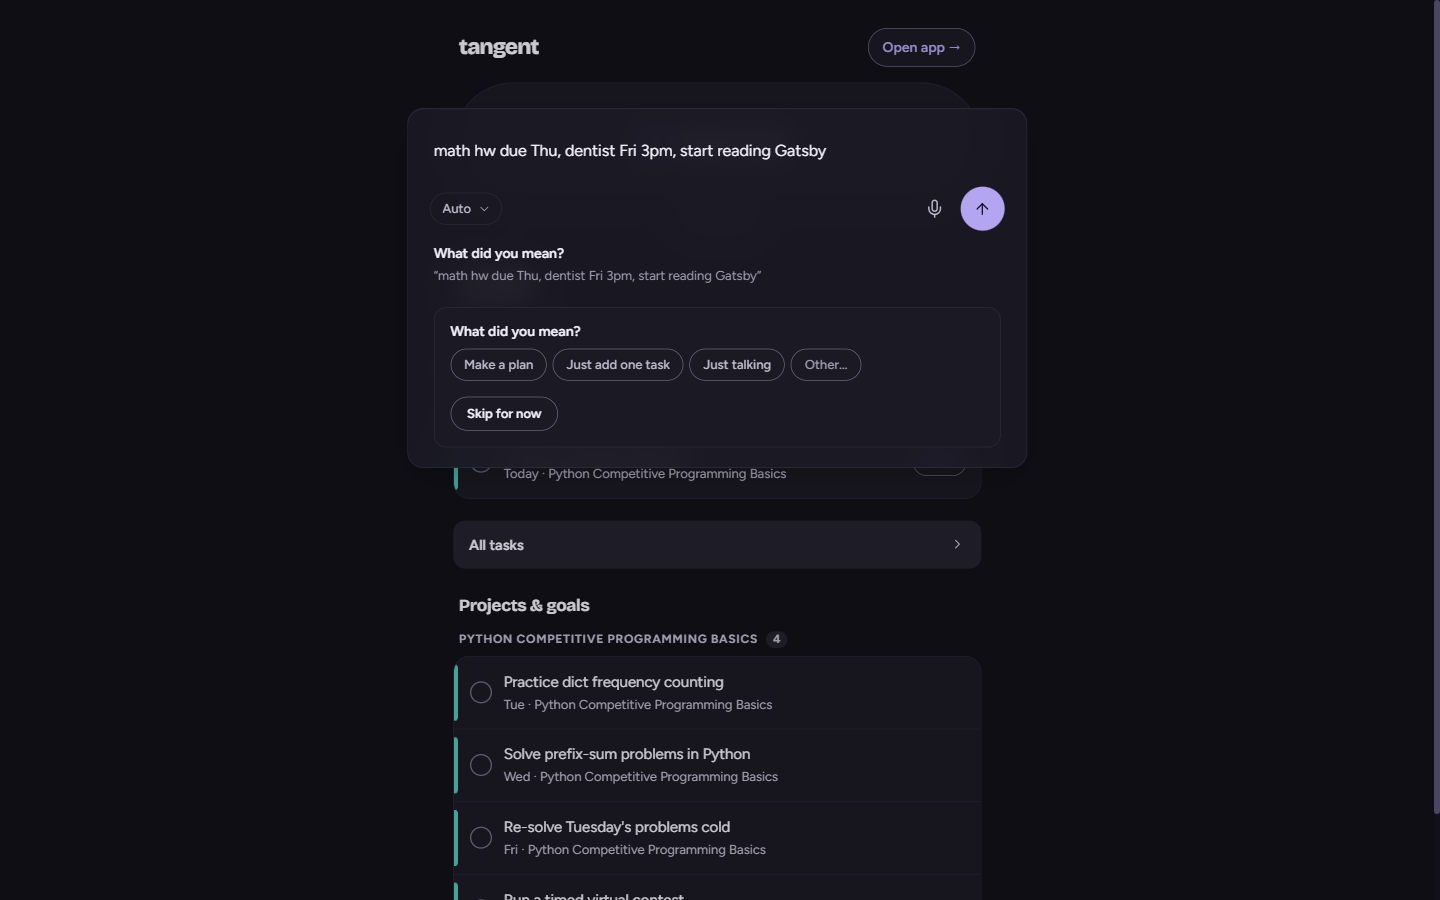 tangent
Open app →
math hw due Thu, dentist Fri 3pm, start reading Gatsby
Auto
What did you mean?
“math hw due Thu, dentist Fri 3pm, start reading Gatsby”
What did you mean?
Make a plan
Just add one task
Just talking
Other...
Skip for now
Today · Python Competitive Programming Basics
All tasks
Projects & goals
PYTHON COMPETITIVE PROGRAMMING BASICS 4
Practice dict frequency counting
Tue · Python Competitive Programming Basics
Solve prefix-sum problems in Python
Wed · Python Competitive Programming Basics
Re-solve Tuesday's problems cold
Fri · Python Competitive Programming Basics
Run a timed virtual contest